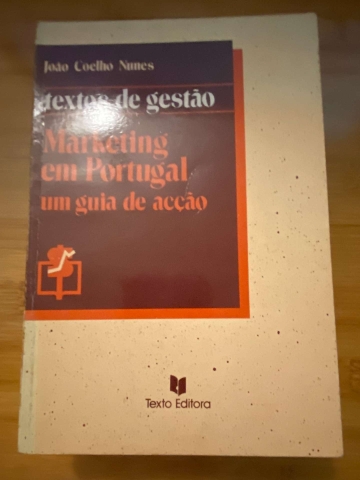 João Coelho Nunes
textos de gestão
Marketing
em Portugal
um guia de acção
Texto Editora